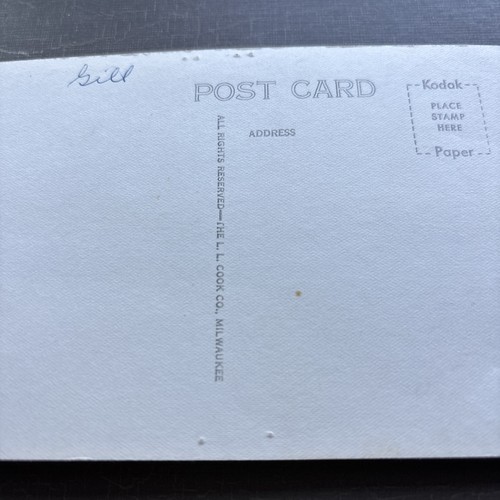 Gill
POST CARD
ADDRESS
Kodak
PLACE
STAMP
HERE
Paper
ALL RIGHTS RESERVED—THE L. L. COOK CO., MILWAUKEE